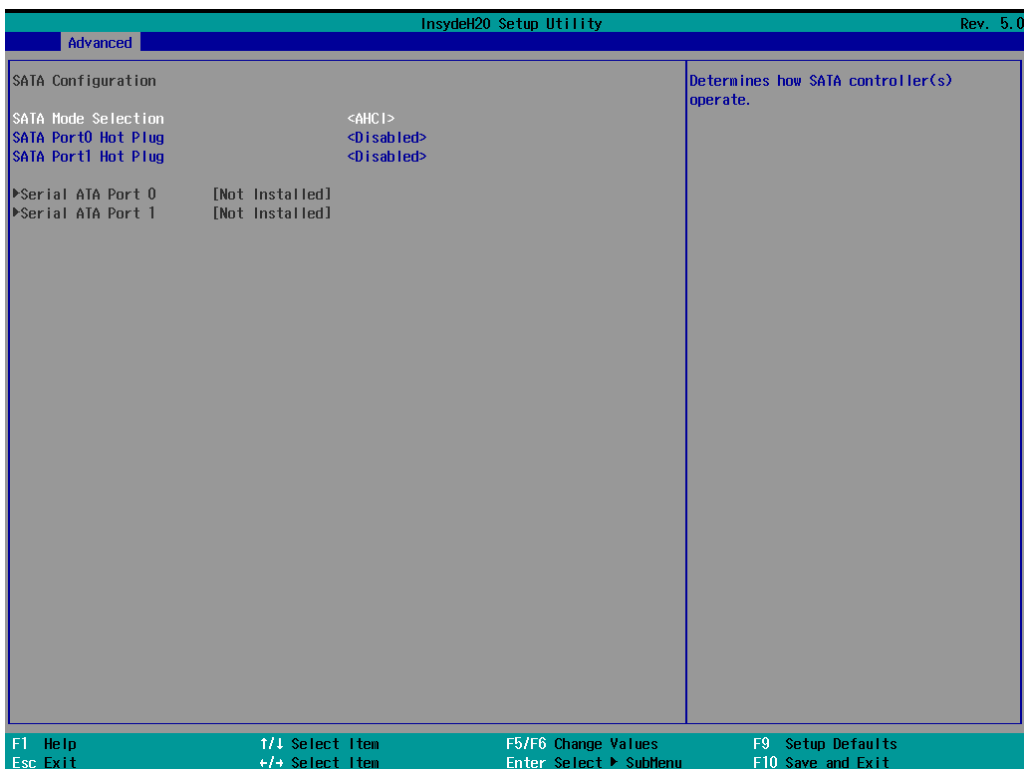 InsydeH20 Setup Utility Rev. 5.0
Advanced
SATA Configuration
Determines how SATA controller(s)
operate.
SATA Mode Selection <AHCI>
SATA Port0 Hot Plug <Disabled>
SATA Port1 Hot Plug <Disabled>
▶Serial ATA Port 0 [Not Installed]
▶Serial ATA Port 1 [Not Installed]
F1 Help ↑/↓ Select Item F5/F6 Change Values F9 Setup Defaults
Esc Exit ←/→ Select Item Enter Select ▶ SubMenu F10 Save and Exit